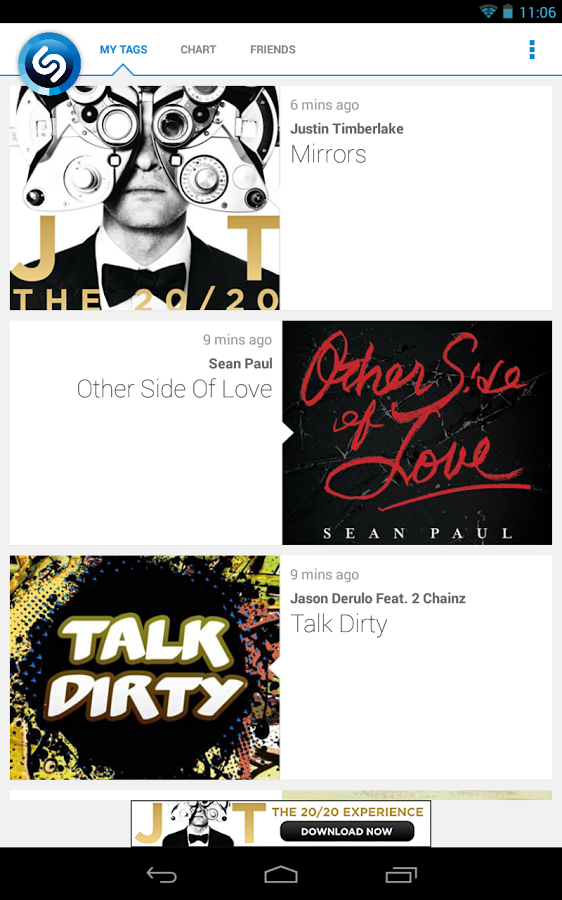 11:06
MY TAGS CHART FRIENDS
6 mins ago
Justin Timberlake
Mirrors
J T
THE 20/20
9 mins ago
Sean Paul
Other Side Of Love
Other Side
of
Love
SEAN PAUL
9 mins ago
Jason Derulo Feat. 2 Chainz
Talk Dirty
TALK
DIRTY
J T
THE 20/20 EXPERIENCE
DOWNLOAD NOW